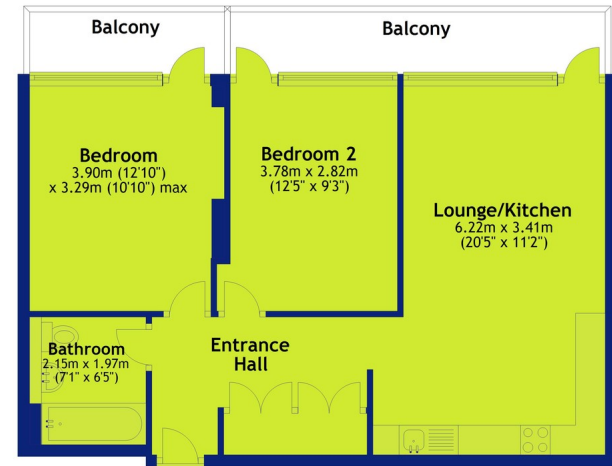 Balcony
Balcony
Bedroom
3.90m (12'10")
x 3.29m (10'10") max
Bedroom 2
3.78m x 2.82m
(12'5" x 9'3")
Lounge/Kitchen
6.22m x 3.41m
(20'5" x 11'2")
Bathroom
2.15m x 1.97m
(7'1" x 6'5")
Entrance
Hall